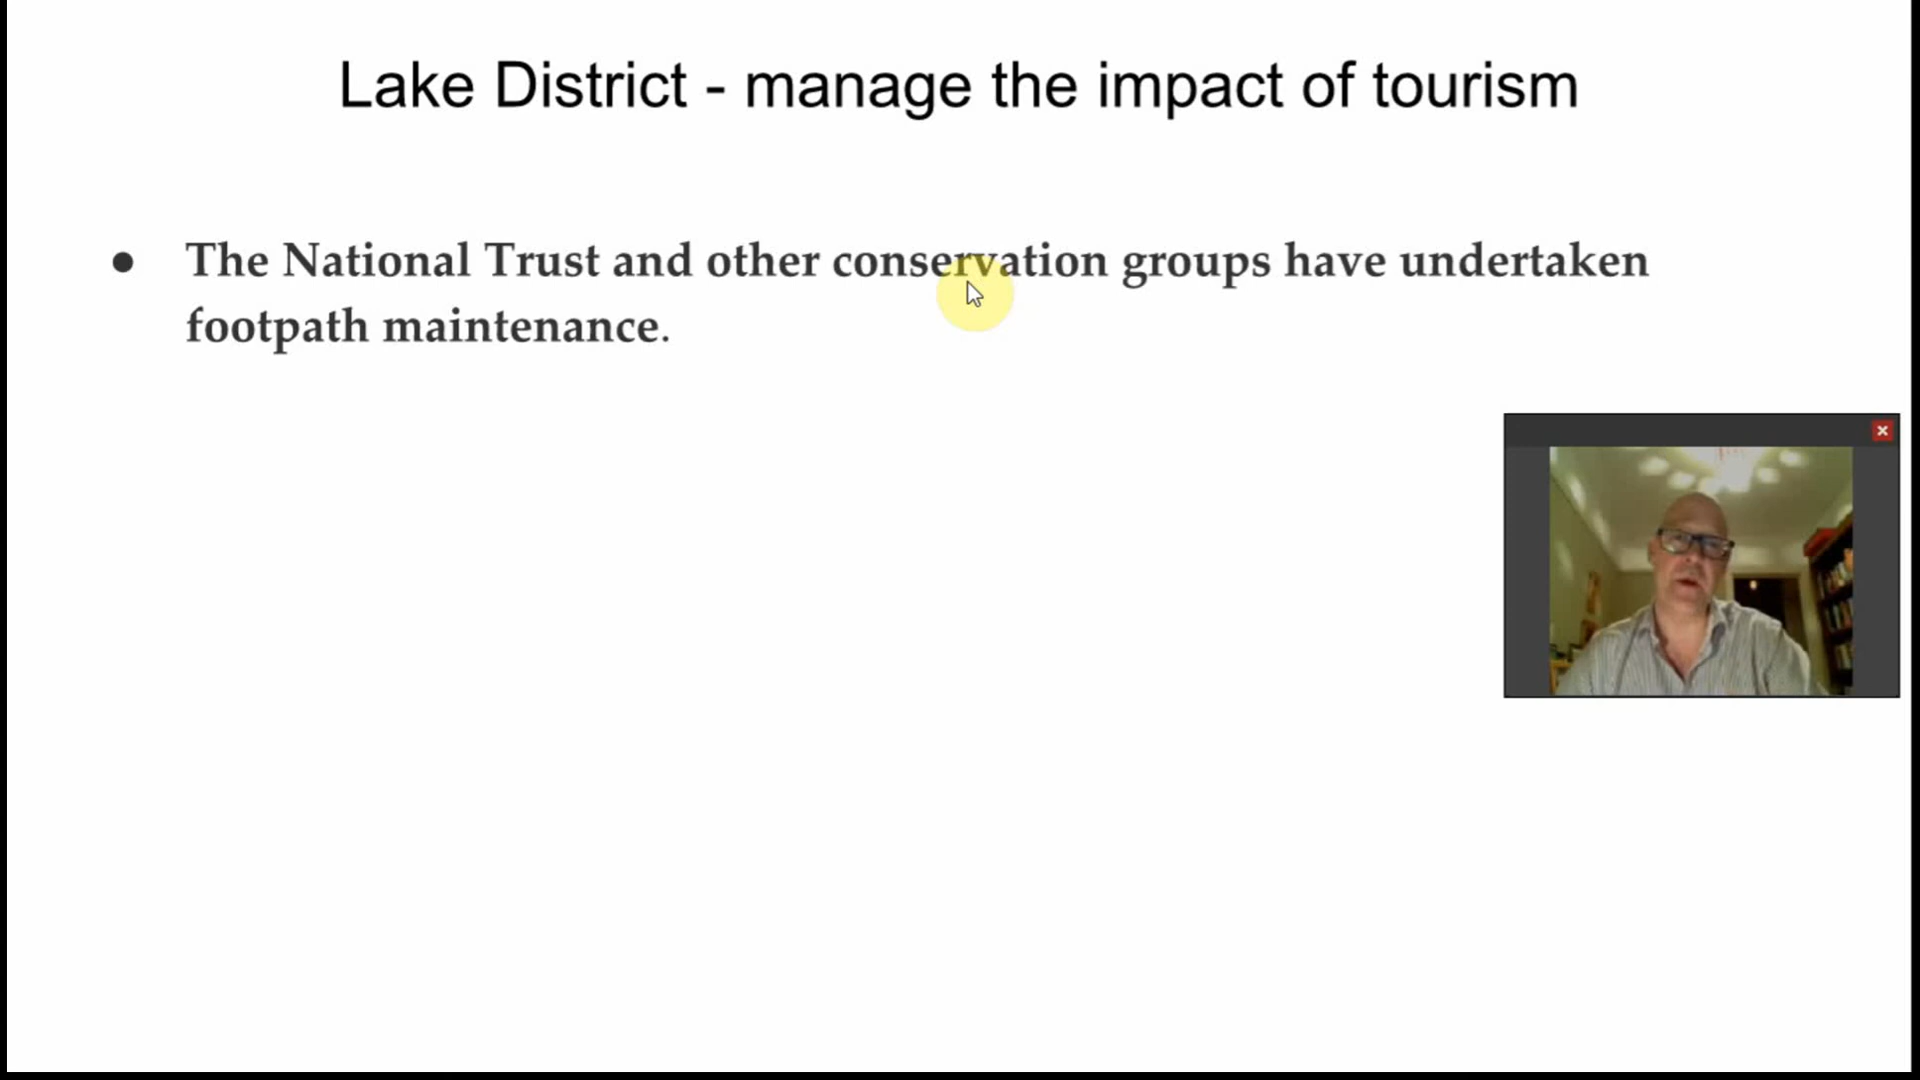 Lake District - manage the impact of tourism
● The National Trust and other conservation groups have undertaken
footpath maintenance.